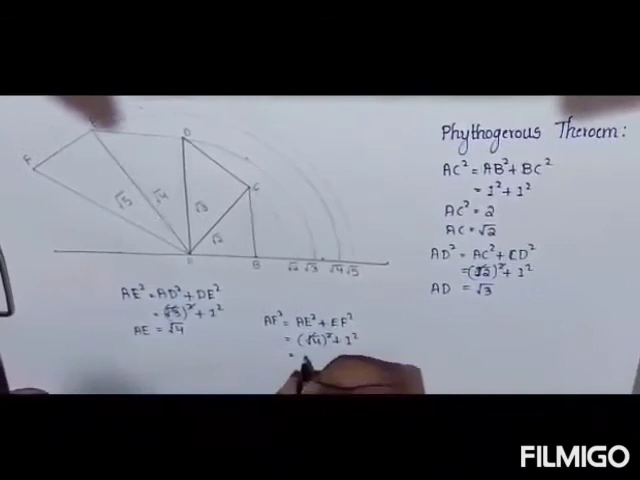 Phythogerous Theroem:
AC² = AB² + BC²
= 1² + 1²
AC² = 2
AC = √2
AD² = AC² + CD²
= (√2)² + 1²
AD = √3
F
D
C
√5
√4
√3
√2
B
√2 √3 √4 √5
AE² = AD² + DE²
= (√3)² + 1²
AE = √4
AF² = AE² + EF²
= (√4)² + 1²
=
FILMIGO